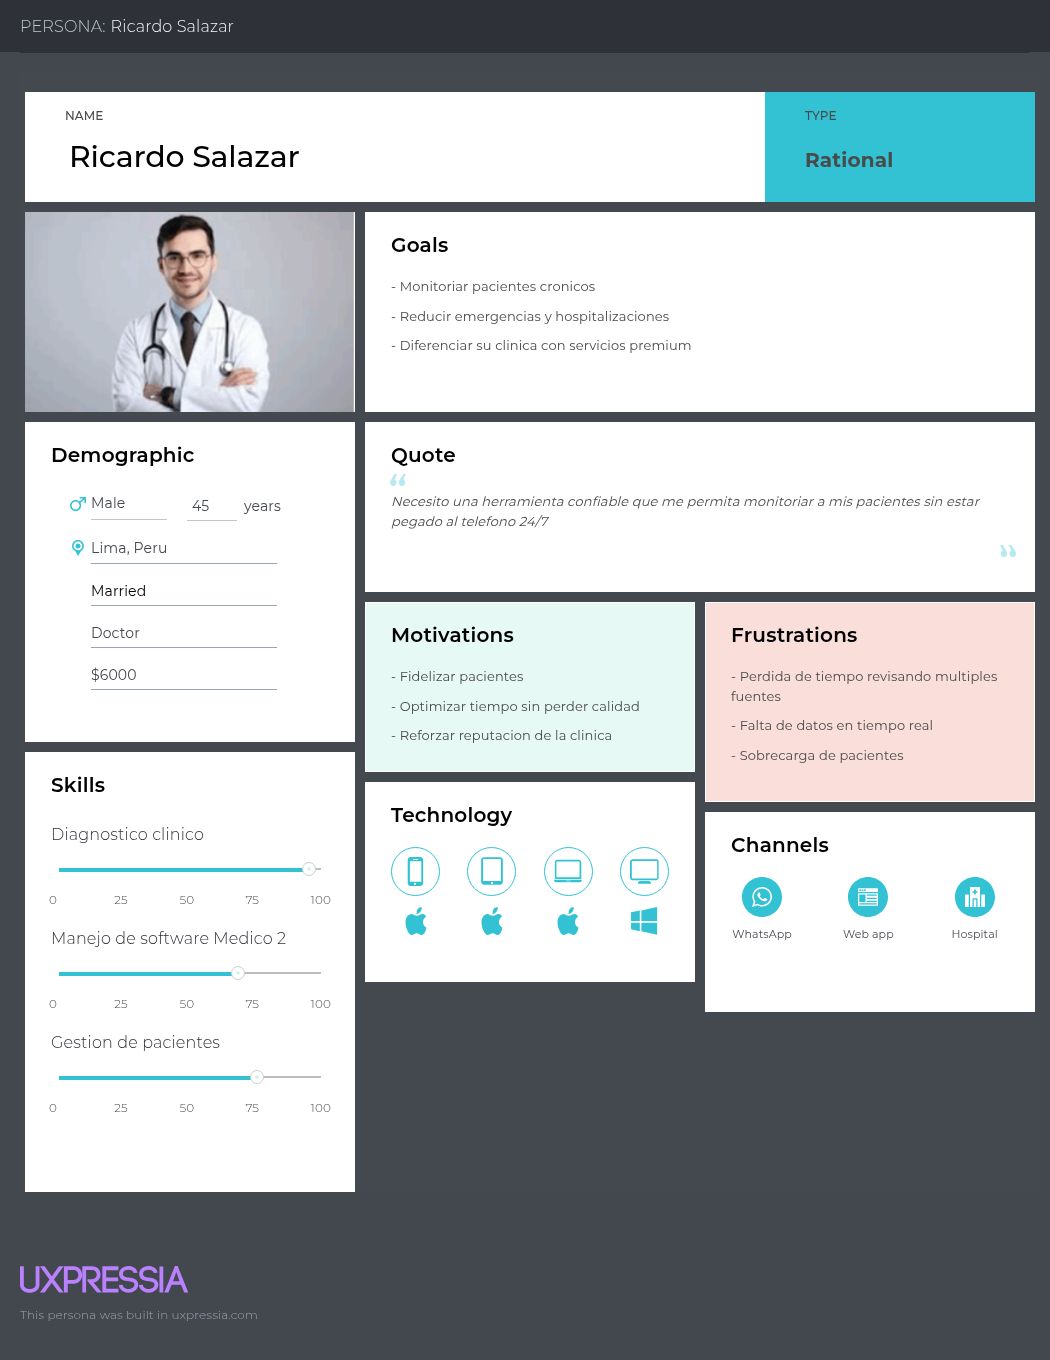 PERSONA: Ricardo Salazar
NAME
Ricardo Salazar
TYPE
Rational
Goals
- Monitoriar pacientes cronicos
- Reducir emergencias y hospitalizaciones
- Diferenciar su clinica con servicios premium
Demographic
Male 45 years
Lima, Peru
Married
Doctor
$6000
Quote
“
Necesito una herramienta confiable que me permita monitoriar a mis pacientes sin estar
pegado al telefono 24/7
”
Motivations
- Fidelizar pacientes
- Optimizar tiempo sin perder calidad
- Reforzar reputacion de la clinica
Frustrations
- Perdida de tiempo revisando multiples
fuentes
- Falta de datos en tiempo real
- Sobrecarga de pacientes
Skills
Diagnostico clinico
0 25 50 75 100
Manejo de software Medico 2
0 25 50 75 100
Gestion de pacientes
0 25 50 75 100
Technology
Channels
WhatsApp Web app Hospital
UXPRESSIA
This persona was built in uxpressia.com